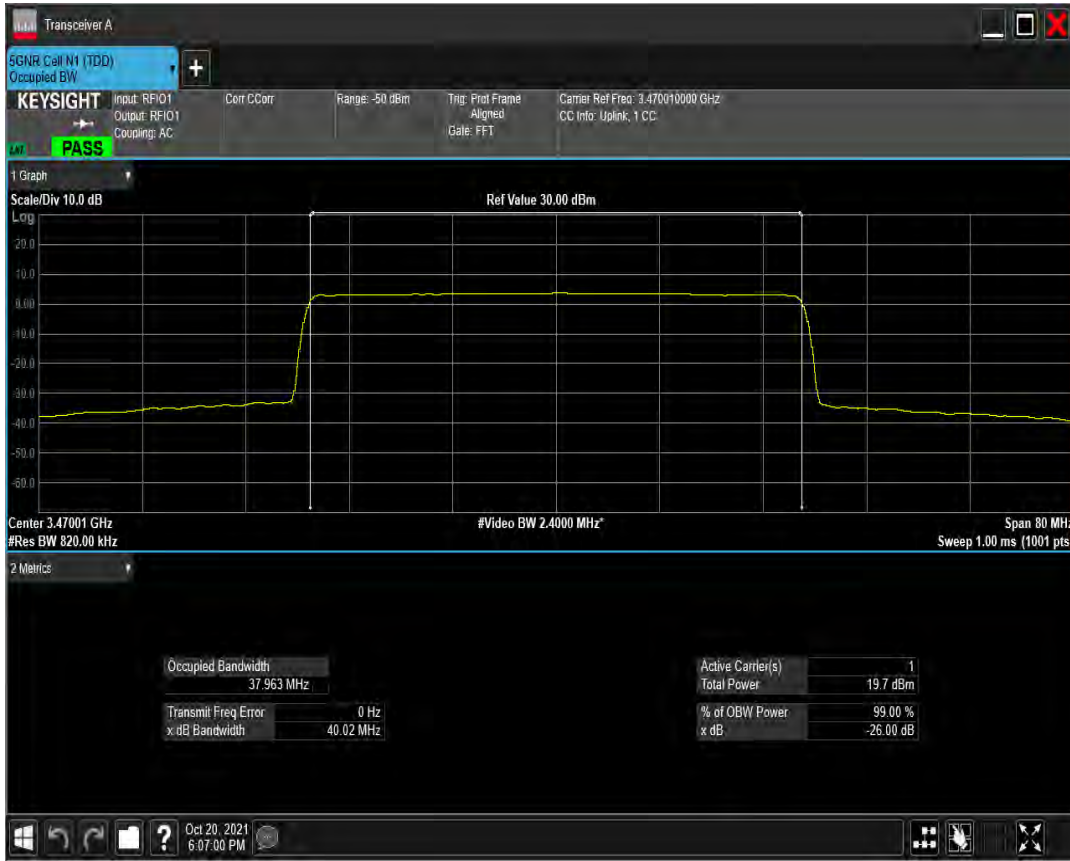 Transceiver A
5GNR Cell N1 (TDD)
Occupied BW
KEYSIGHT
Input: RFIO1
Output: RFIO1
Coupling: AC
Corr CCorr
Range: -50 dBm
Trig: Prot Frame
Aligned
Gate: FFT
Carrier Ref Freq: 3.470010000 GHz
CC Info: Uplink, 1 CC
PASS
1 Graph
Scale/Div 10.0 dB
Ref Value 30.00 dBm
Log
20.0
10.0
0.00
-10.0
-20.0
-30.0
-40.0
-50.0
-60.0
Center 3.47001 GHz
#Video BW 2.4000 MHz*
Span 80 MHz
#Res BW 820.00 kHz
Sweep 1.00 ms (1001 pts
2 Metrics
Occupied Bandwidth
37.963 MHz
Transmit Freq Error 0 Hz
x dB Bandwidth 40.02 MHz
Active Carrier(s) 1
Total Power 19.7 dBm
% of OBW Power 99.00 %
x dB -26.00 dB
Oct 20, 2021
6:07:00 PM